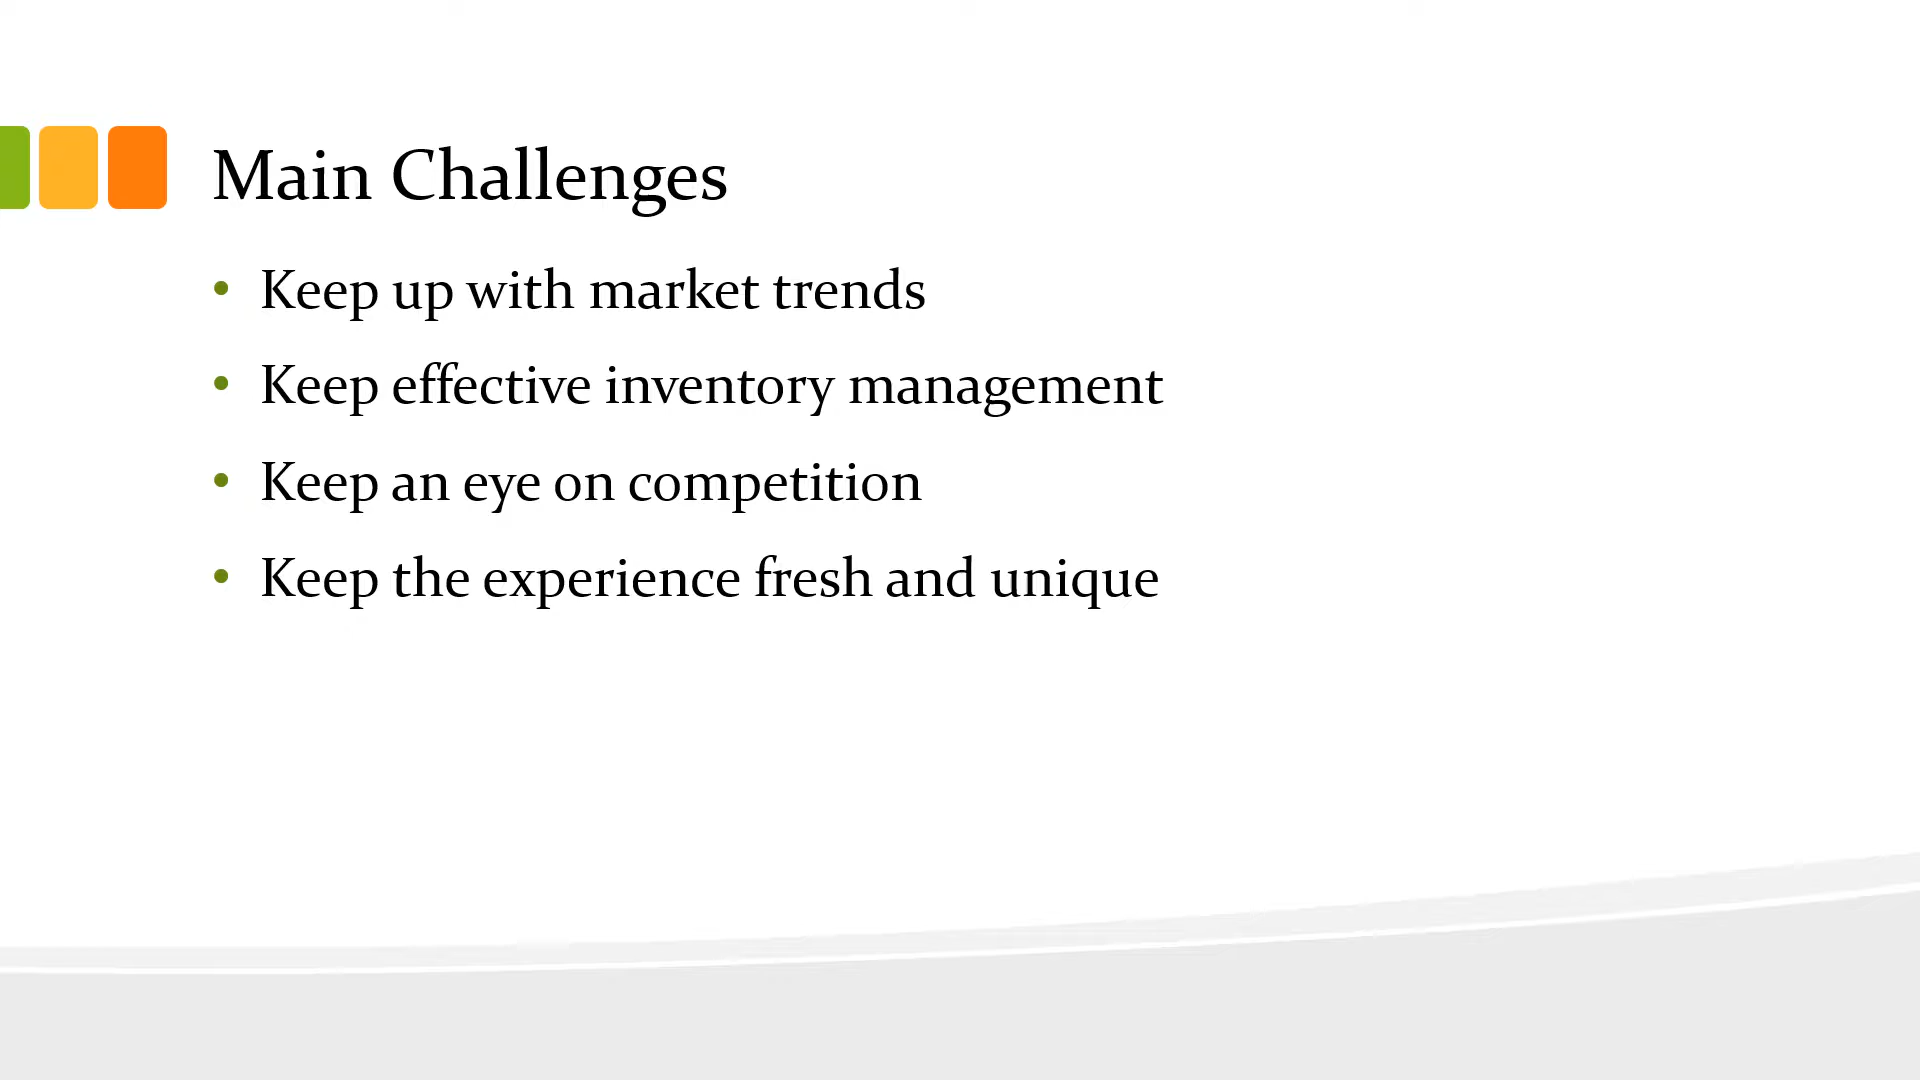 Main Challenges
• Keep up with market trends
• Keep effective inventory management
• Keep an eye on competition
• Keep the experience fresh and unique